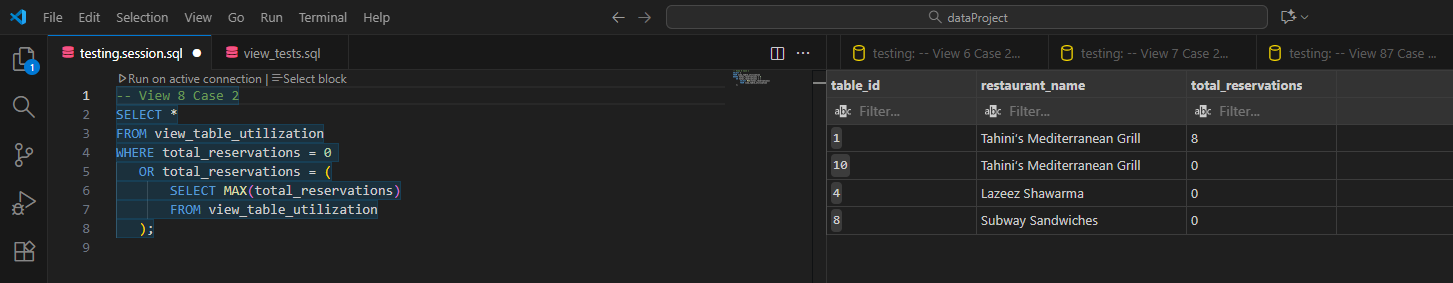 File Edit Selection View Go Run Terminal Help
dataProject
1
testing.session.sql
view_tests.sql
Run on active connection | Select block
1 -- View 8 Case 2
2 SELECT *
3 FROM view_table_utilization
4 WHERE total_reservations = 0
5 OR total_reservations = (
6 SELECT MAX(total_reservations)
7 FROM view_table_utilization
8 );
9
testing: -- View 6 Case 2...
testing: -- View 7 Case 2...
testing: -- View 87 Case ...
table_id restaurant_name total_reservations
abc Filter... abc Filter... abc Filter...
1 Tahini's Mediterranean Grill 8
10 Tahini's Mediterranean Grill 0
4 Lazeez Shawarma 0
8 Subway Sandwiches 0